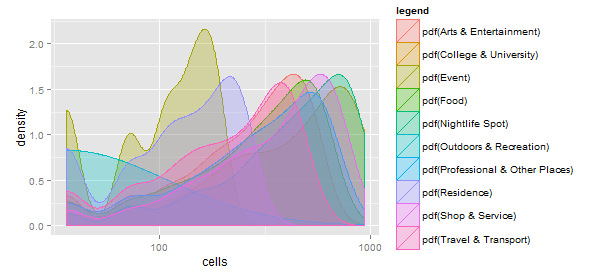 legend
pdf(Arts & Entertainment)
pdf(College & University)
pdf(Event)
pdf(Food)
pdf(Nightlife Spot)
pdf(Outdoors & Recreation)
pdf(Professional & Other Places)
pdf(Residence)
pdf(Shop & Service)
pdf(Travel & Transport)
density
2.0
1.5
1.0
0.5
0.0
100
1000
cells